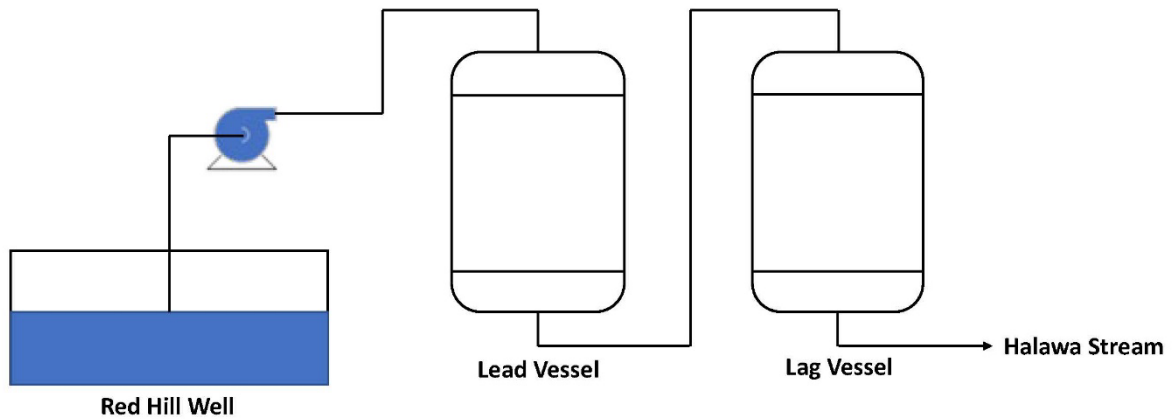 Red Hill Well
Lead Vessel
Lag Vessel
Halawa Stream